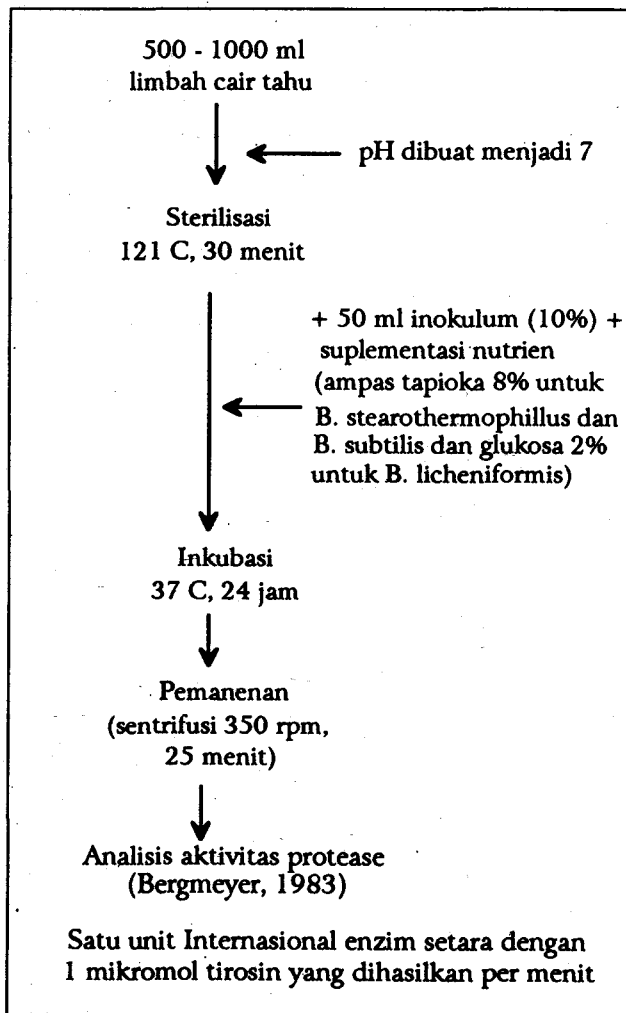 500 - 1000 ml
limbah cair tahu
pH dibuat menjadi 7
Sterilisasi
121 C, 30 menit
+ 50 ml inokulum (10%) +
suplementasi nutrien
(ampas tapioka 8% untuk
B. stearothermophillus dan
B. subtilis dan glukosa 2%
untuk B. licheniformis)
Inkubasi
37 C, 24 jam
Pemanenan
(sentrifusi 350 rpm,
25 menit)
Analisis aktivitas protease
(Bergmeyer, 1983)
Satu unit Internasional enzim setara dengan
1 mikromol tirosin yang dihasilkan per menit